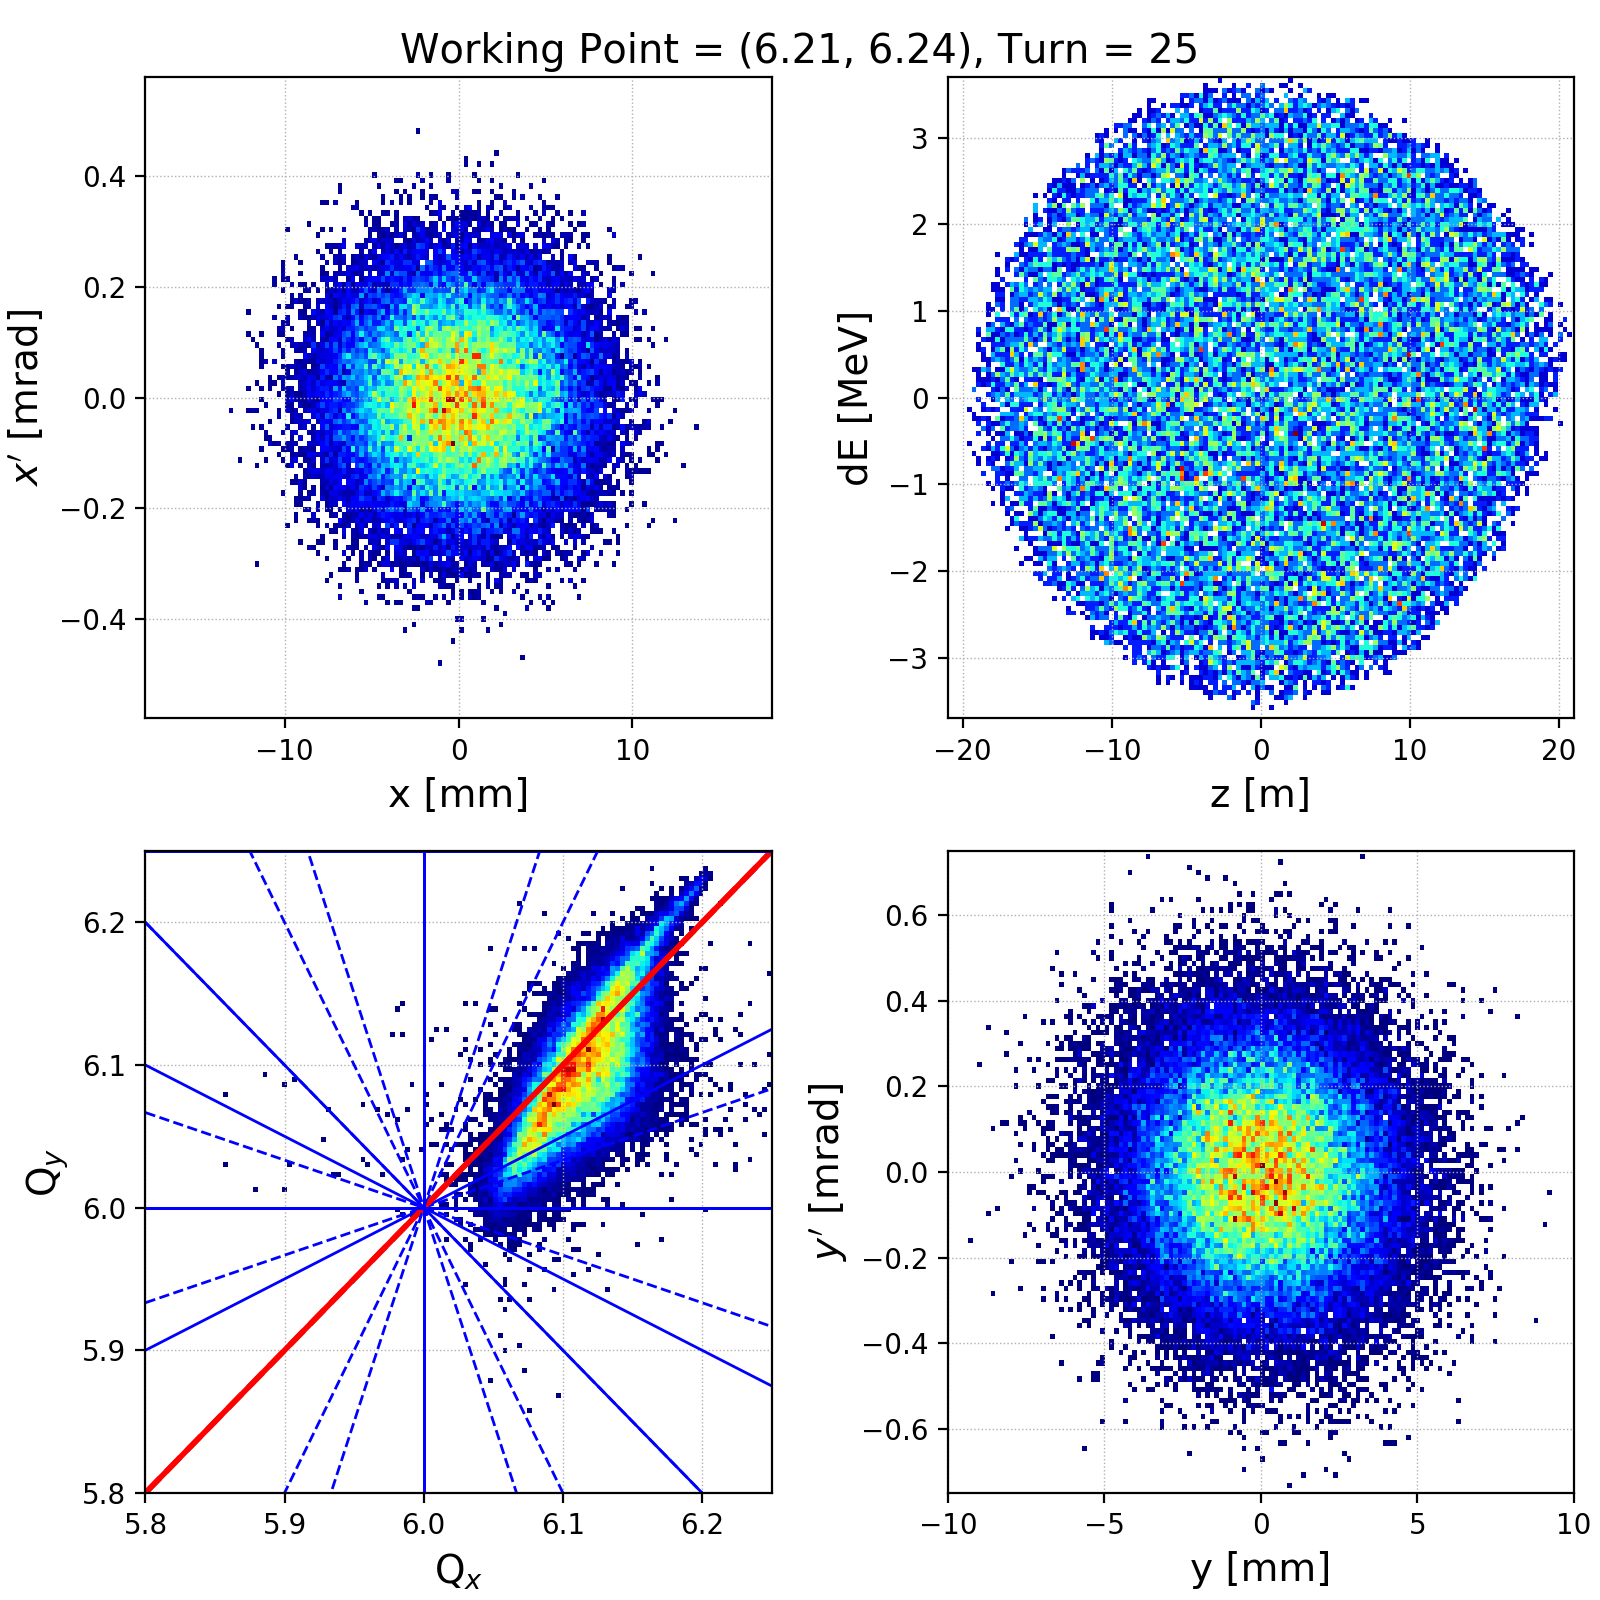 Working Point = (6.21, 6.24), Turn = 25
0.4
0.2
0.0
−0.2
−0.4
x′ [mrad]
−10 0 10
x [mm]
3
2
1
0
−1
−2
−3
dE [MeV]
−20 −10 0 10 20
z [m]
6.2
6.1
6.0
5.9
5.8
Qy
5.8 5.9 6.0 6.1 6.2
Qx
0.6
0.4
0.2
0.0
−0.2
−0.4
−0.6
y′ [mrad]
−10 −5 0 5 10
y [mm]